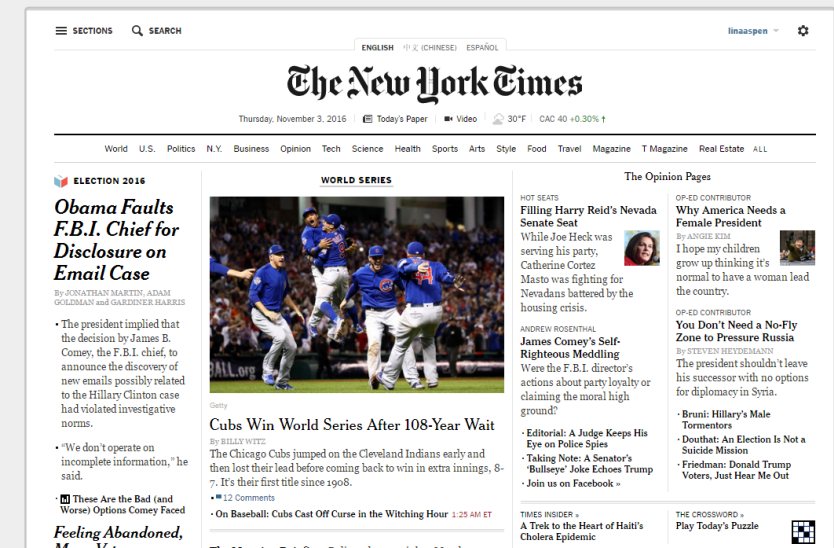 SECTIONS
SEARCH
linaaspen
ENGLISH 中文 (CHINESE) ESPAÑOL
The New York Times
Thursday, November 3, 2016
Today's Paper
Video
30°F
CAC 40 +0.30% ↑
World U.S. Politics N.Y. Business Opinion Tech Science Health Sports Arts Style Food Travel Magazine T Magazine Real Estate ALL
ELECTION 2016
Obama Faults
F.B.I. Chief for
Disclosure on
Email Case
By JONATHAN MARTIN, ADAM
GOLDMAN and GARDINER HARRIS
• The president implied that
the decision by James B.
Comey, the F.B.I. chief, to
announce the discovery of
new emails possibly related
to the Hillary Clinton case
had violated investigative
norms.
• “We don’t operate on
incomplete information,” he
said.
• These Are the Bad (and
Worse) Options Comey Faced
Feeling Abandoned,
WORLD SERIES
BALL.org
Getty
Cubs Win World Series After 108-Year Wait
By BILLY WITZ
The Chicago Cubs jumped on the Cleveland Indians early and
then lost their lead before coming back to win in extra innings, 8-
7. It’s their first title since 1908.
• 12 Comments
• On Baseball: Cubs Cast Off Curse in the Witching Hour 1:25 AM ET
The Opinion Pages
HOT SEATS
Filling Harry Reid’s Nevada
Senate Seat
While Joe Heck was
serving his party,
Catherine Cortez
Masto was fighting for
Nevadans battered by the
housing crisis.
ANDREW ROSENTHAL
James Comey’s Self-
Righteous Meddling
Were the F.B.I. director’s
actions about party loyalty or
claiming the moral high
ground?
• Editorial: A Judge Keeps His
Eye on Police Spies
• Taking Note: A Senator’s
‘Bullseye’ Joke Echoes Trump
• Join us on Facebook »
OP-ED CONTRIBUTOR
Why America Needs a
Female President
By ANGIE KIM
I hope my children
grow up thinking it’s
normal to have a woman lead
the country.
OP-ED CONTRIBUTOR
You Don’t Need a No-Fly
Zone to Pressure Russia
By STEVEN HEYDEMANN
The president shouldn’t leave
his successor with no options
for diplomacy in Syria.
• Bruni: Hillary’s Male
Tormentors
• Douthat: An Election Is Not a
Suicide Mission
• Friedman: Donald Trump
Voters, Just Hear Me Out
TIMES INSIDER »
A Trek to the Heart of Haiti’s
Cholera Epidemic
THE CROSSWORD »
Play Today’s Puzzle